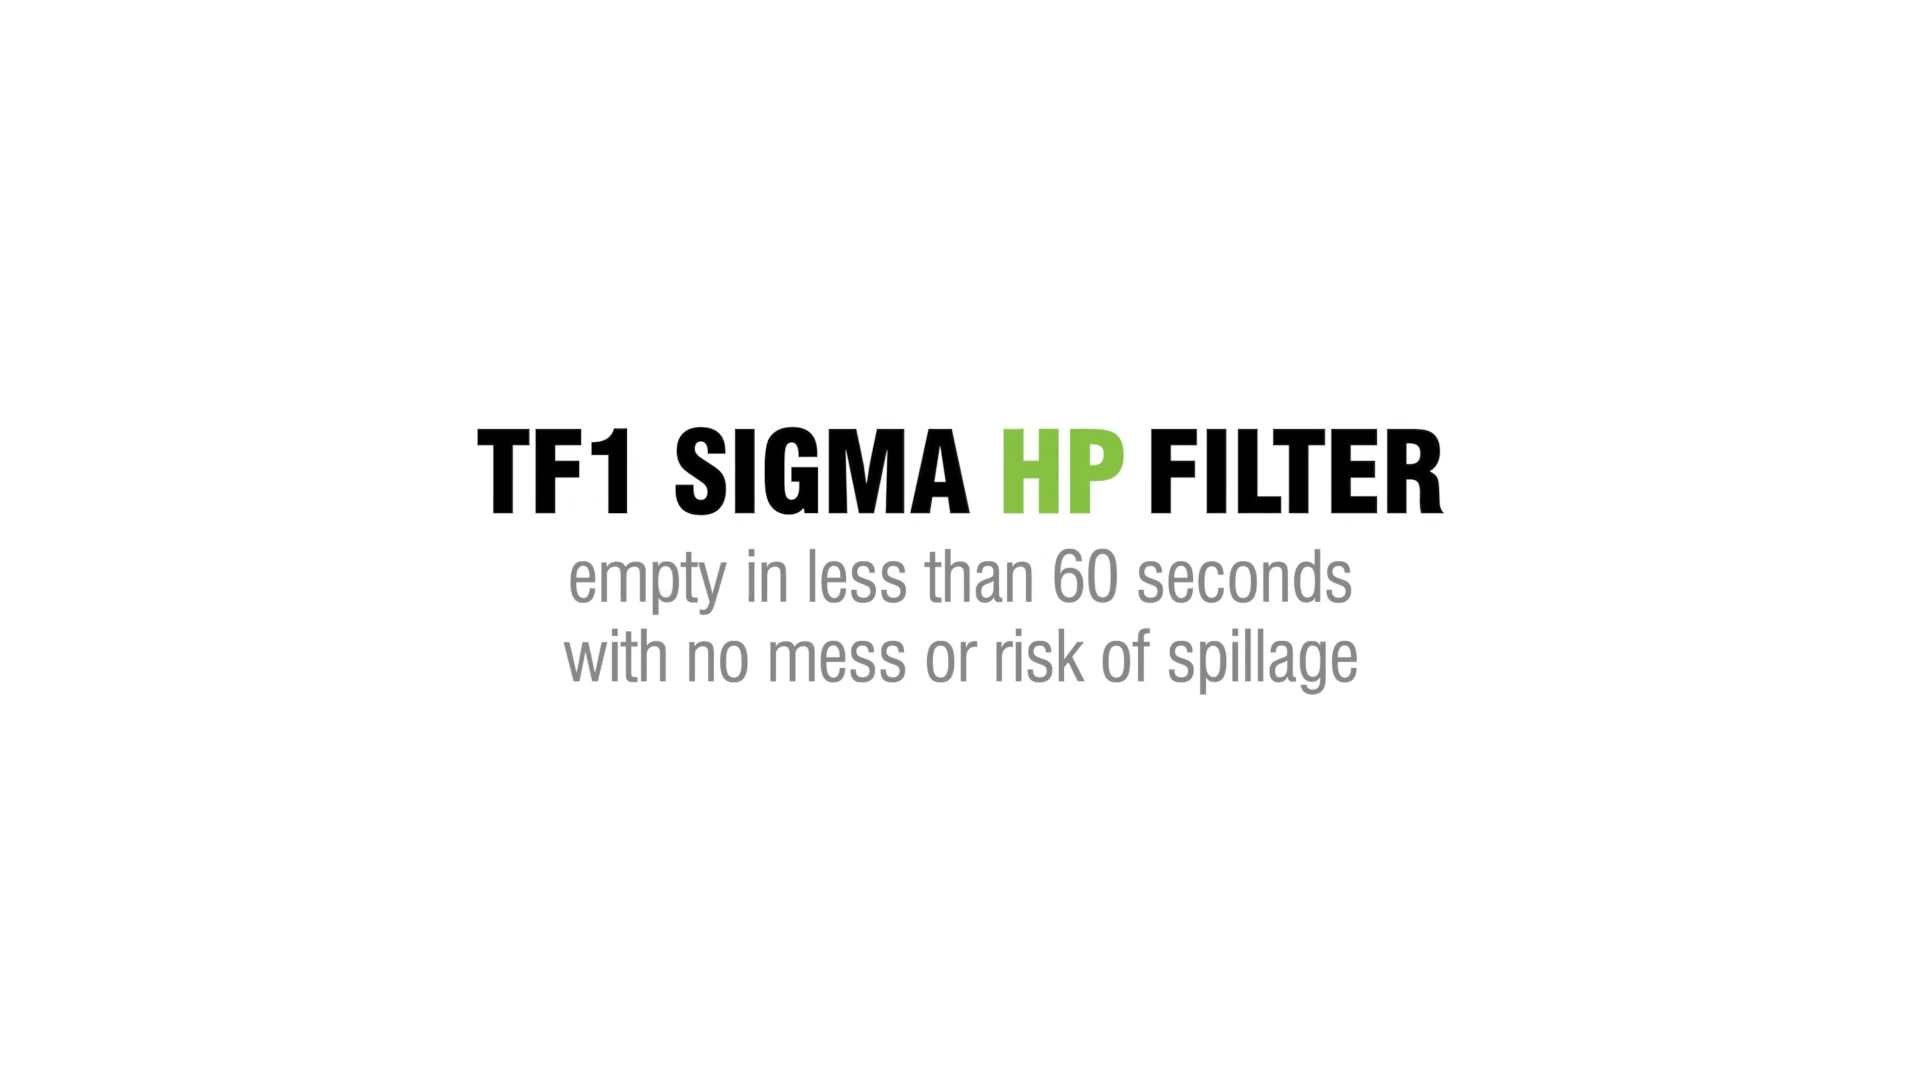 TF1 SIGMA HP FILTER
empty in less than 60 seconds
with no mess or risk of spillage